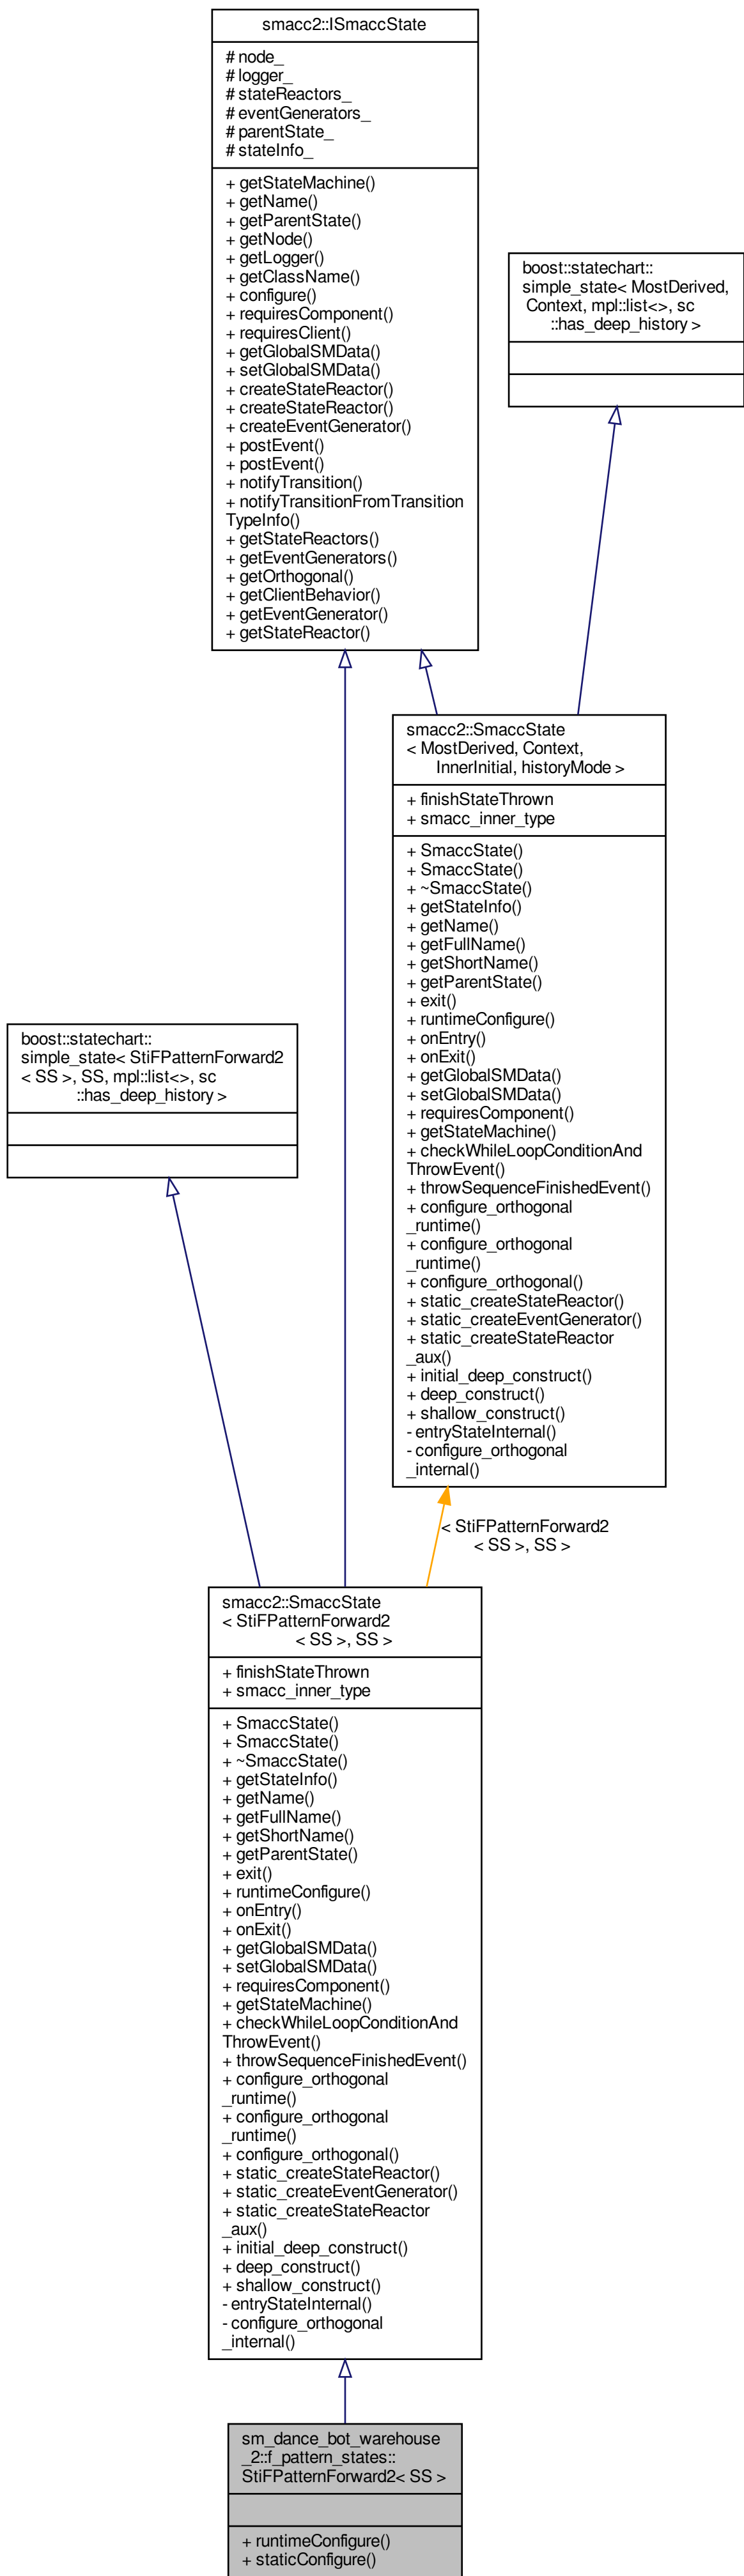 smacc2::ISmaccState
# node_
# logger_
# stateReactors_
# eventGenerators_
# parentState_
# stateInfo_
+ getStateMachine()
+ getName()
+ getParentState()
+ getNode()
+ getLogger()
+ getClassName()
+ configure()
+ requiresComponent()
+ requiresClient()
+ getGlobalSMData()
+ setGlobalSMData()
+ createStateReactor()
+ createStateReactor()
+ createEventGenerator()
+ postEvent()
+ postEvent()
+ notifyTransition()
+ notifyTransitionFromTransition
TypeInfo()
+ getStateReactors()
+ getEventGenerators()
+ getOrthogonal()
+ getClientBehavior()
+ getEventGenerator()
+ getStateReactor()
boost::statechart::
simple_state< MostDerived,
Context, mpl::list<>, sc
::has_deep_history >
smacc2::SmaccState
< MostDerived, Context,
InnerInitial, historyMode >
+ finishStateThrown
+ smacc_inner_type
+ SmaccState()
+ SmaccState()
+ ~SmaccState()
+ getStateInfo()
+ getName()
+ getFullName()
+ getShortName()
+ getParentState()
+ exit()
+ runtimeConfigure()
+ onEntry()
+ onExit()
+ getGlobalSMData()
+ setGlobalSMData()
+ requiresComponent()
+ getStateMachine()
+ checkWhileLoopConditionAnd
ThrowEvent()
+ throwSequenceFinishedEvent()
+ configure_orthogonal
_runtime()
+ configure_orthogonal
_runtime()
+ configure_orthogonal()
+ static_createStateReactor()
+ static_createEventGenerator()
+ static_createStateReactor
_aux()
+ initial_deep_construct()
+ deep_construct()
+ shallow_construct()
- entryStateInternal()
- configure_orthogonal
_internal()
boost::statechart::
simple_state< StiFPatternForward2
< SS >, SS, mpl::list<>, sc
::has_deep_history >
< StiFPatternForward2
< SS >, SS >
smacc2::SmaccState
< StiFPatternForward2
< SS >, SS >
+ finishStateThrown
+ smacc_inner_type
+ SmaccState()
+ SmaccState()
+ ~SmaccState()
+ getStateInfo()
+ getName()
+ getFullName()
+ getShortName()
+ getParentState()
+ exit()
+ runtimeConfigure()
+ onEntry()
+ onExit()
+ getGlobalSMData()
+ setGlobalSMData()
+ requiresComponent()
+ getStateMachine()
+ checkWhileLoopConditionAnd
ThrowEvent()
+ throwSequenceFinishedEvent()
+ configure_orthogonal
_runtime()
+ configure_orthogonal
_runtime()
+ configure_orthogonal()
+ static_createStateReactor()
+ static_createEventGenerator()
+ static_createStateReactor
_aux()
+ initial_deep_construct()
+ deep_construct()
+ shallow_construct()
- entryStateInternal()
- configure_orthogonal
_internal()
sm_dance_bot_warehouse
_2::f_pattern_states::
StiFPatternForward2< SS >
+ runtimeConfigure()
+ staticConfigure()